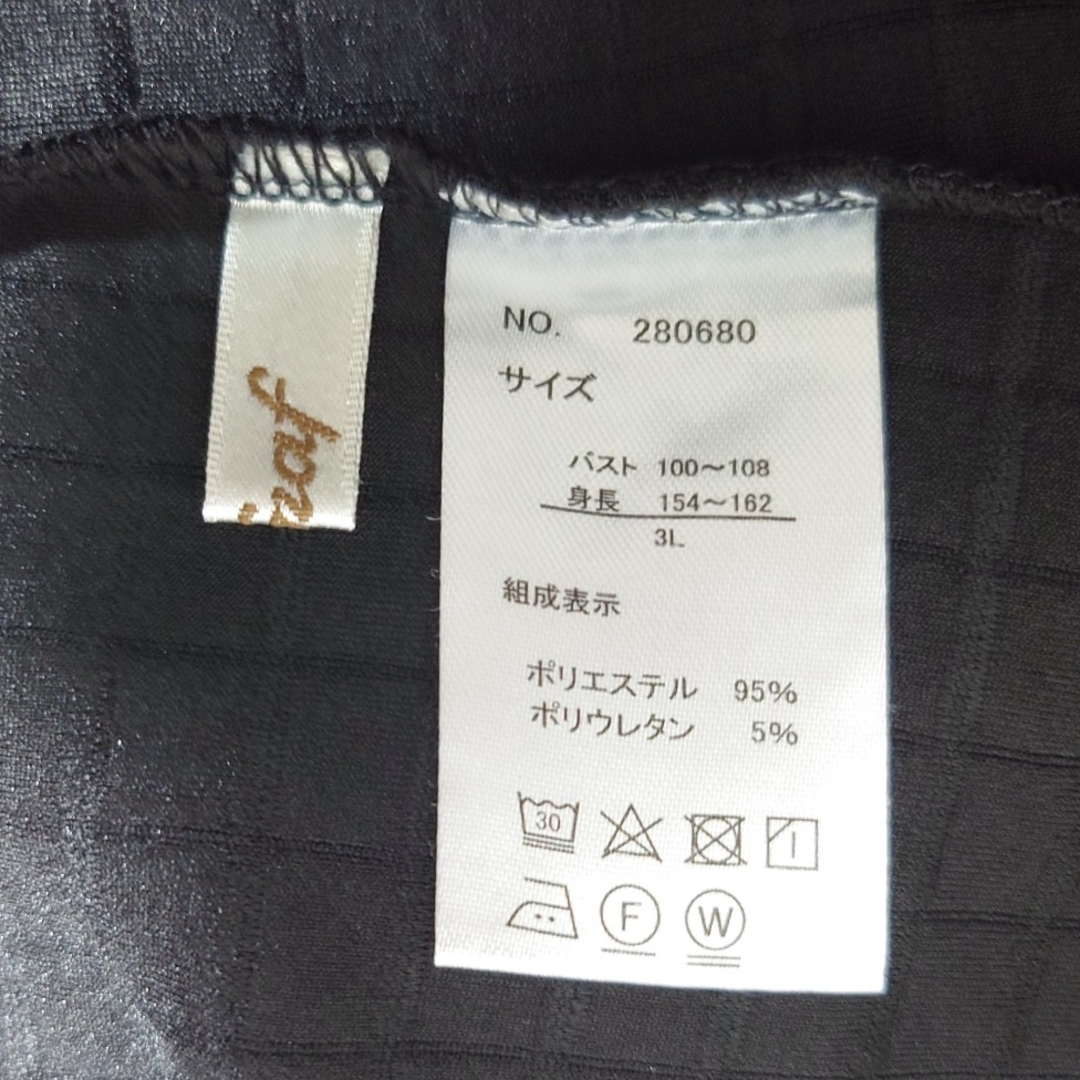 NO. 280680
サイズ
バスト 100～108
身長 154～162
3L
組成表示
ポリエステル 95%
ポリウレタン 5%
30
F
W